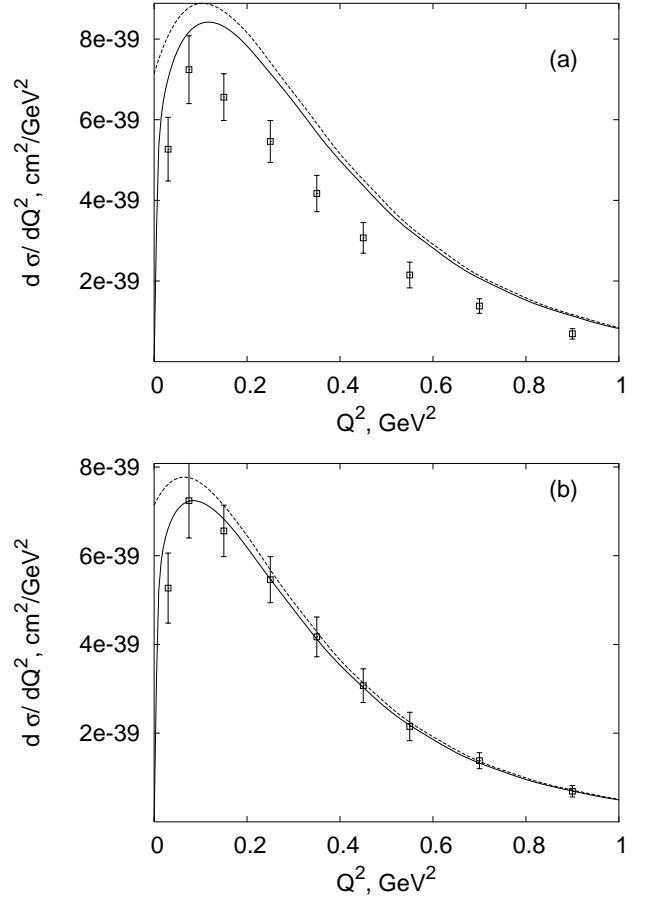 8e-39
(a)
6e-39
4e-39
2e-39
d σ/ dQ², cm²/GeV²
0 0.2 0.4 0.6 0.8 1
Q^2, GeV²
8e-39
(b)
6e-39
4e-39
2e-39
d σ/ dQ², cm²/GeV²
0 0.2 0.4 0.6 0.8 1
Q^2, GeV²